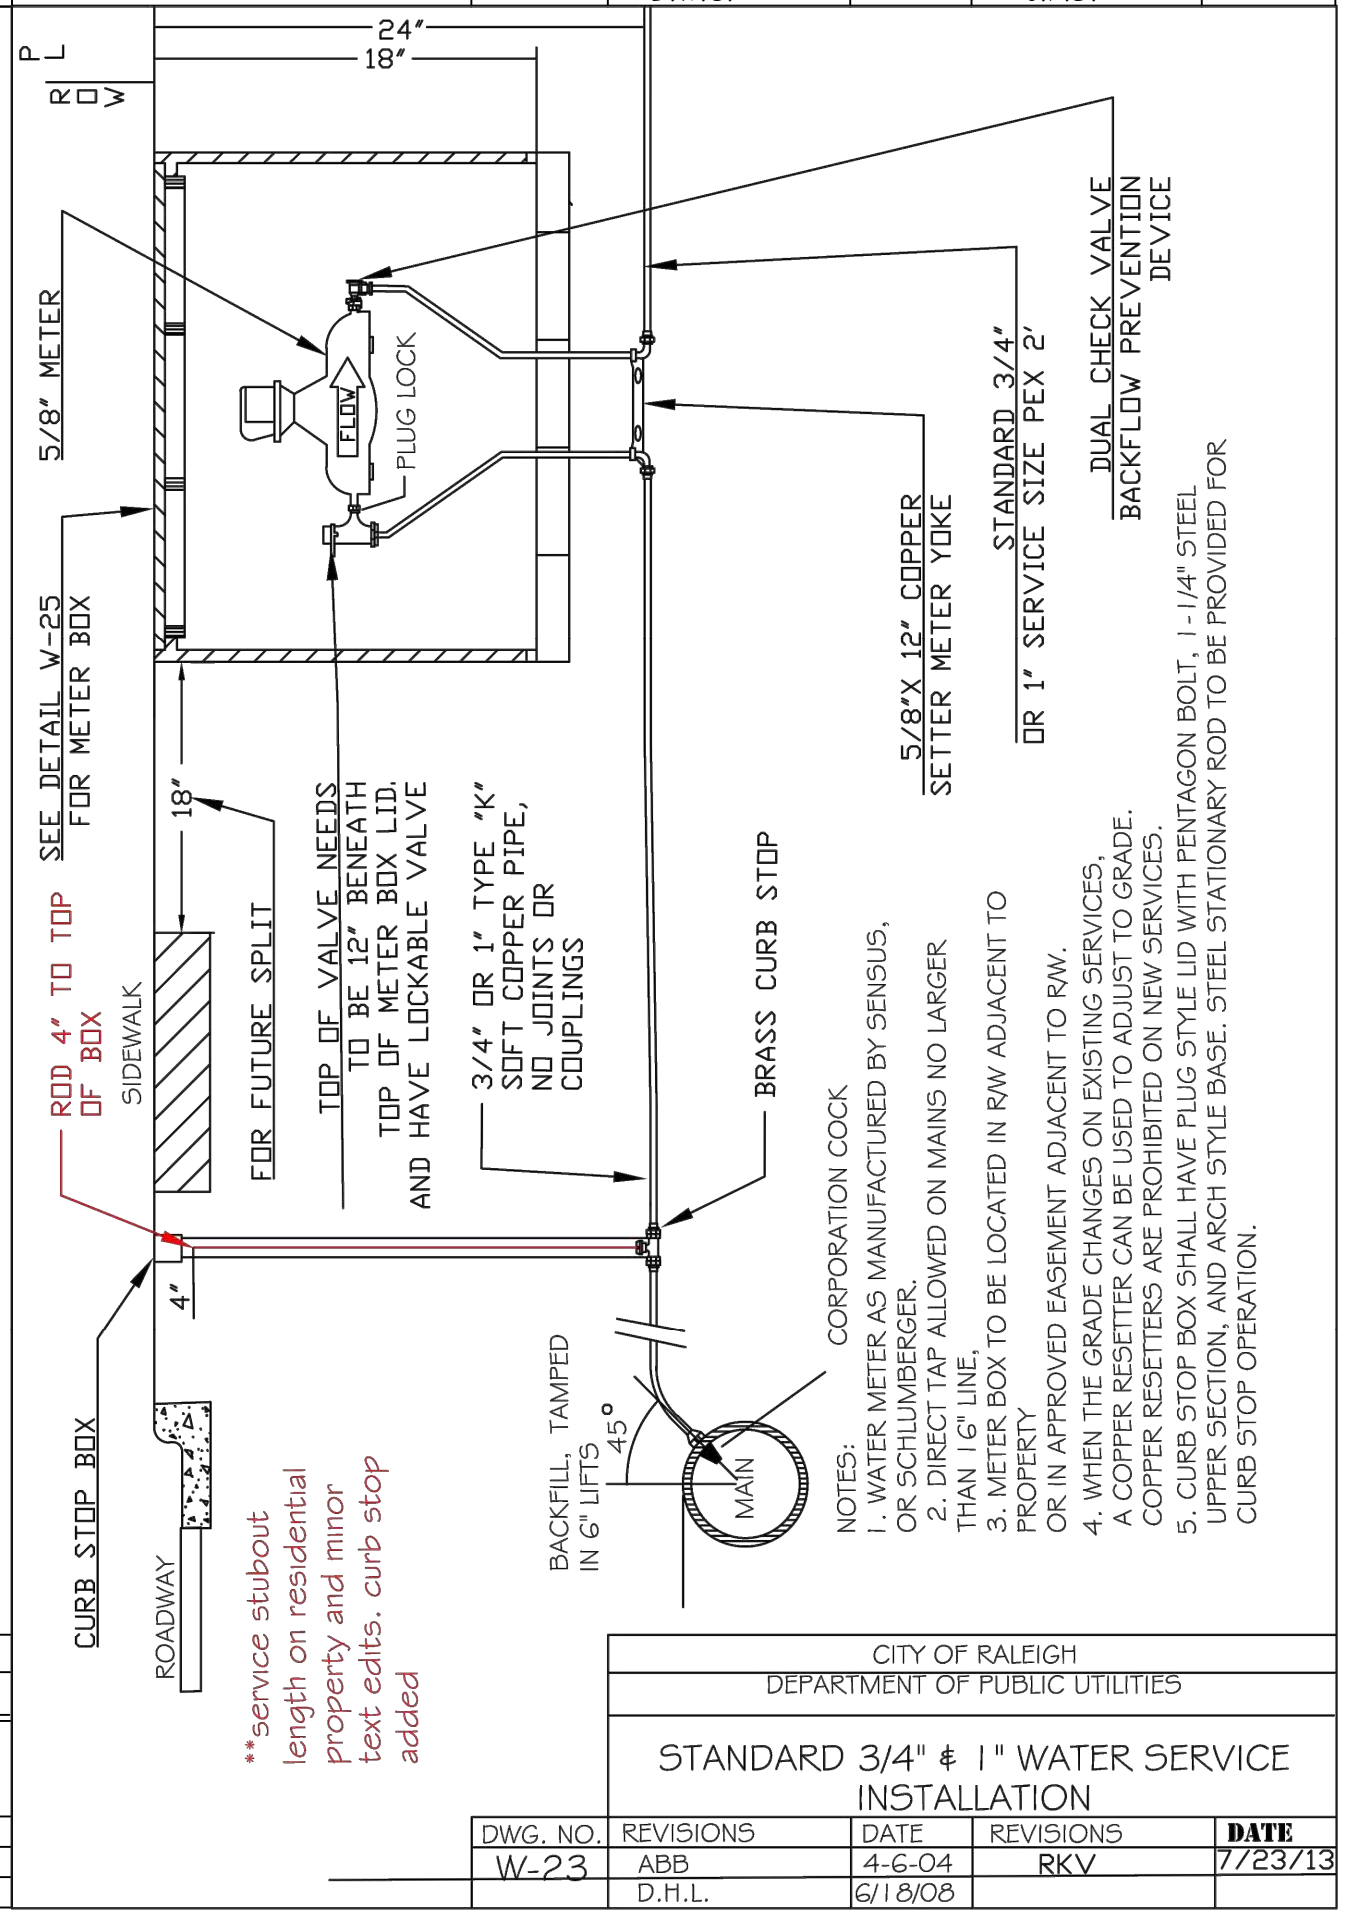 24"
18"
P
L
R
O
W
5/8" METER
SEE DETAIL W-25
FOR METER BOX
ROD 4" TO TOP
OF BOX
SIDEWALK
18"
FOR FUTURE SPLIT
CURB STOP BOX
4"
ROADWAY
FLOW
PLUG LOCK
TOP OF VALVE NEEDS
TO BE 12" BENEATH
TOP OF METER BOX LID.
AND HAVE LOCKABLE VALVE
3/4" OR 1" TYPE "K"
SOFT COPPER PIPE,
NO JOINTS OR
COUPLINGS
BRASS CURB STOP
5/8"X 12" COPPER
SETTER METER YOKE
STANDARD 3/4"
OR 1" SERVICE SIZE PEX 2'
DUAL CHECK VALVE
BACKFLOW PREVENTION
DEVICE
**service stubout
length on residential
property and minor
text edits. curb stop
added
BACKFILL, TAMPED
IN 6" LIFTS
45°
MAIN
CORPORATION COCK
NOTES:
1. WATER METER AS MANUFACTURED BY SENSUS,
OR SCHLUMBERGER.
2. DIRECT TAP ALLOWED ON MAINS NO LARGER
THAN 16" LINE,
3. METER BOX TO BE LOCATED IN R/W ADJACENT TO
PROPERTY
OR IN APPROVED EASEMENT ADJACENT TO R/W.
4. WHEN THE GRADE CHANGES ON EXISTING SERVICES,
A COPPER RESETTER CAN BE USED TO ADJUST TO GRADE.
COPPER RESETTERS ARE PROHIBITED ON NEW SERVICES.
5. CURB STOP BOX SHALL HAVE PLUG STYLE LID WITH PENTAGON BOLT, 1-1/4" STEEL
UPPER SECTION, AND ARCH STYLE BASE. STEEL STATIONARY ROD TO BE PROVIDED FOR
CURB STOP OPERATION.
CITY OF RALEIGH
DEPARTMENT OF PUBLIC UTILITIES
STANDARD 3/4" & 1" WATER SERVICE
INSTALLATION
DWG. NO. REVISIONS DATE REVISIONS DATE
W-23 ABB 4-6-04 RKV 7/23/13
D.H.L. 6/18/08